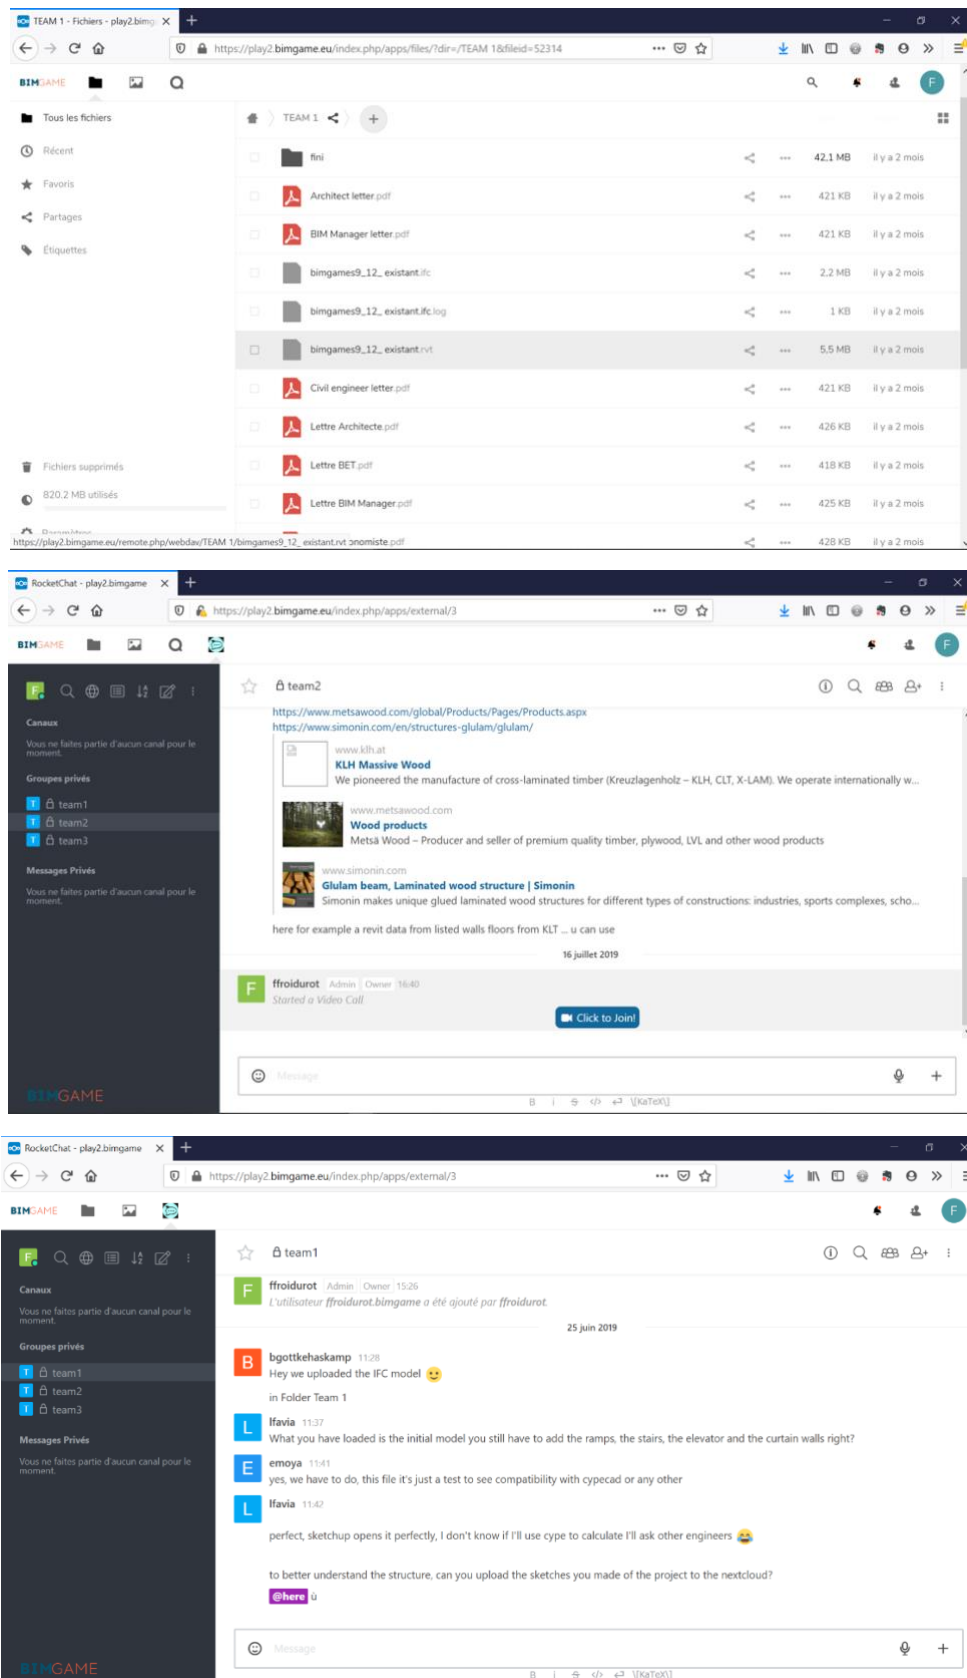 TEAM 1 - Fichiers - play2.bimg
https://play2.bimgame.eu/index.php/apps/files/?dir=/TEAM 1&fileid=52314
BIMGAME
F
Tous les fichiers
TEAM 1
Récent
fini 42,1 MB il y a 2 mois
Favoris
Architect letter.pdf 421 KB il y a 2 mois
Partages
BIM Manager letter.pdf 421 KB il y a 2 mois
Étiquettes
bimgames9_12_ existant.ifc 2,2 MB il y a 2 mois
bimgames9_12_ existant.ifc.log 1 KB il y a 2 mois
bimgames9_12_ existant.rvt 5,5 MB il y a 2 mois
Civil engineer letter.pdf 421 KB il y a 2 mois
Lettre Architecte.pdf 426 KB il y a 2 mois
Fichiers supprimés
Lettre BET.pdf 418 KB il y a 2 mois
820.2 MB utilisés
Lettre BIM Manager.pdf 425 KB il y a 2 mois
https://play2.bimgame.eu/remote.php/webdav/TEAM 1/bimgames9_12_ existant.rvt
onomiste.pdf 428 KB il y a 2 mois
RocketChat - play2.bimgame
https://play2.bimgame.eu/index.php/apps/external/3
BIMGAME
F
F
team2
Canaux
Vous ne faites partie d'aucun canal pour le
moment.
Groupes privés
T team1
T team2
T team3
Messages Privés
Vous ne faites partie d'aucun canal pour le
moment.
BIMGAME
https://www.metsawood.com/global/Products/Pages/Products.aspx
https://www.simonin.com/en/structures-glulam/glulam/
www.klh.at
KLH Massive Wood
We pioneered the manufacture of cross-laminated timber (Kreuzlagenholz – KLH, CLT, X-LAM). We operate internationally w...
www.metsawood.com
Wood products
Metsä Wood – Producer and seller of premium quality timber, plywood, LVL and other wood products
www.simonin.com
Glulam beam, Laminated wood structure | Simonin
Simonin makes unique glued laminated wood structures for different types of constructions: industries, sports complexes, scho...
here for example a revit data from listed walls floors from KLT ... u can use
16 juillet 2019
F
ffroidurot Admin Owner 16:40
Started a Video Call
Click to Join!
Message
B i S </> \[KaTeX\]
RocketChat - play2.bimgame
https://play2.bimgame.eu/index.php/apps/external/3
BIMGAME
F
F
team1
Canaux
Vous ne faites partie d'aucun canal pour le
moment.
Groupes privés
T team1
T team2
T team3
Messages Privés
Vous ne faites partie d'aucun canal pour le
moment.
BIMGAME
F
ffroidurot Admin Owner 15:26
L'utilisateur ffroidurot.bimgame a été ajouté par ffroidurot.
25 juin 2019
B
bgottkehaskamp 11:28
Hey we uploaded the IFC model
in Folder Team 1
L
lfavia 11:37
What you have loaded is the initial model you still have to add the ramps, the stairs, the elevator and the curtain walls right?
E
emoya 11:41
yes, we have to do, this file it's just a test to see compatibility with cypecad or any other
L
lfavia 11:42
perfect, sketchup opens it perfectly, I don't know if I'll use cype to calculate I'll ask other engineers
to better understand the structure, can you upload the sketches you made of the project to the nextcloud?
@here ù
Message
B i S </> \[KaTeX\]